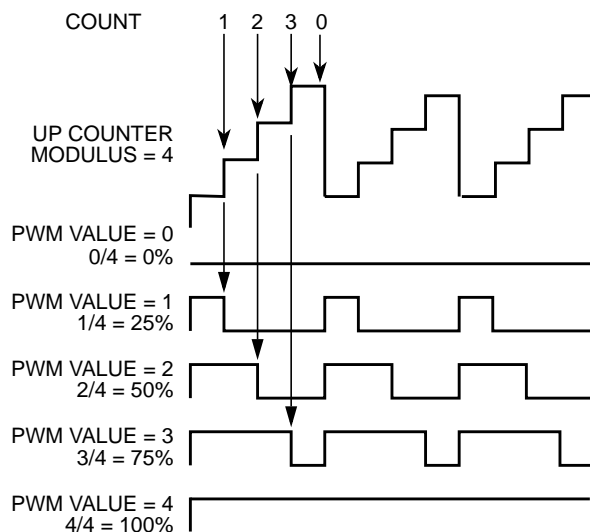 COUNT 1 2 3 0
UP COUNTER
MODULUS = 4
PWM VALUE = 0
0/4 = 0%
PWM VALUE = 1
1/4 = 25%
PWM VALUE = 2
2/4 = 50%
PWM VALUE = 3
3/4 = 75%
PWM VALUE = 4
4/4 = 100%